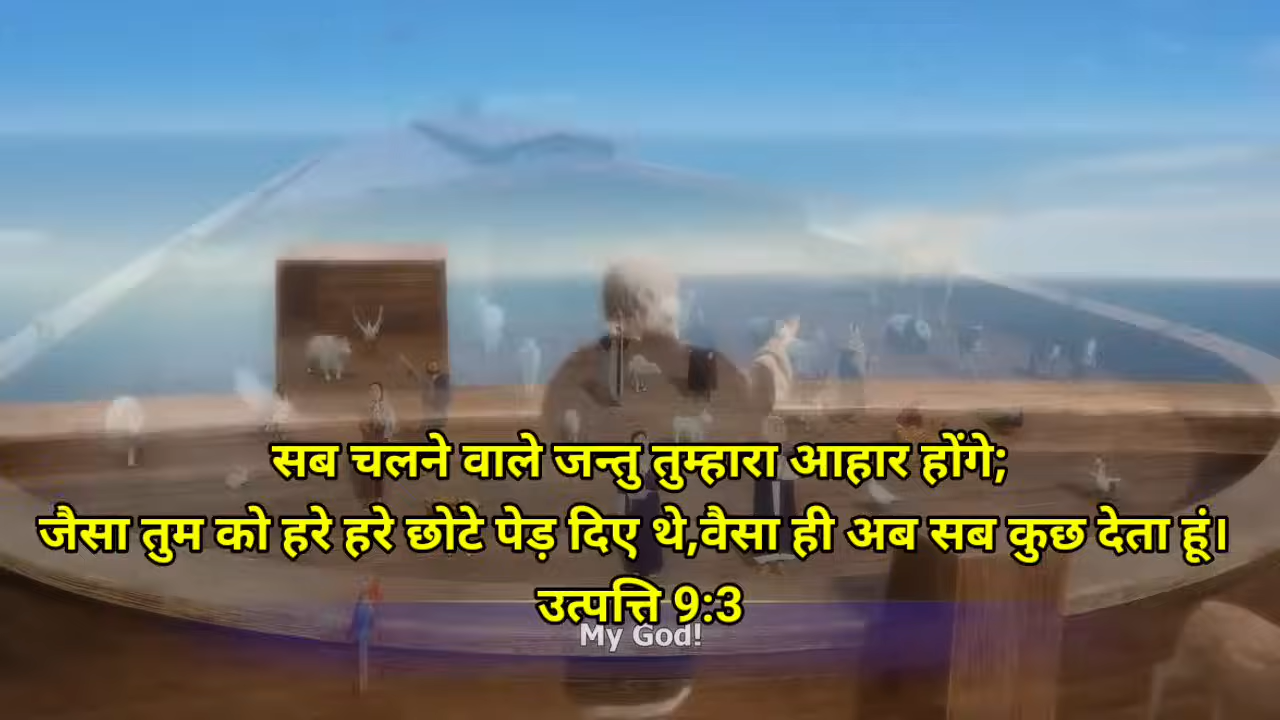 सब चलने वाले जन्तु तुम्हारा आहार होंगे;
जैसा तुम को हरे हरे छोटे पेड़ दिए थे,वैसा ही अब सब कुछ देता हूं।
उत्पत्ति 9:3
My God!